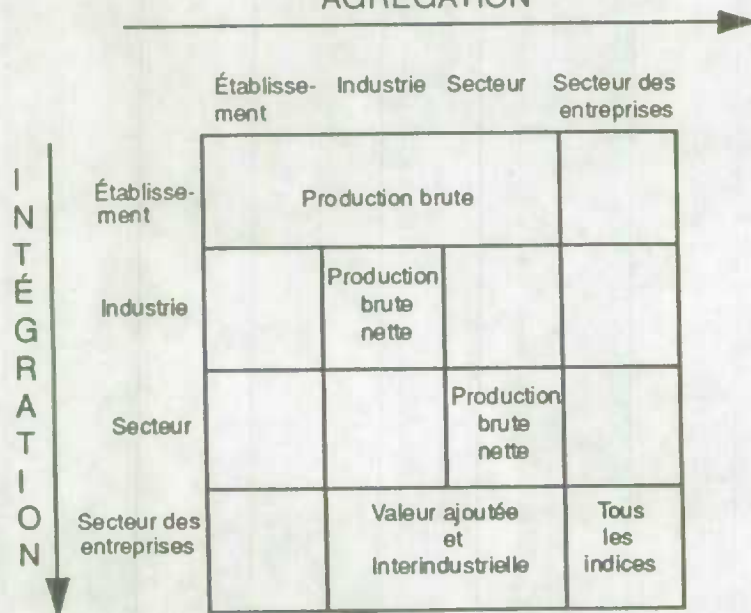 AGRÉGATION
Établisse- Industrie Secteur Secteur des
ment entreprises
INTÉGRATION
Établisse-
ment
Production brute
Industrie
Production
brute
nette
Secteur
Production
brute
nette
Secteur des
entreprises
Valeur ajoutée
et
Interindustrielle
Tous
les
indices